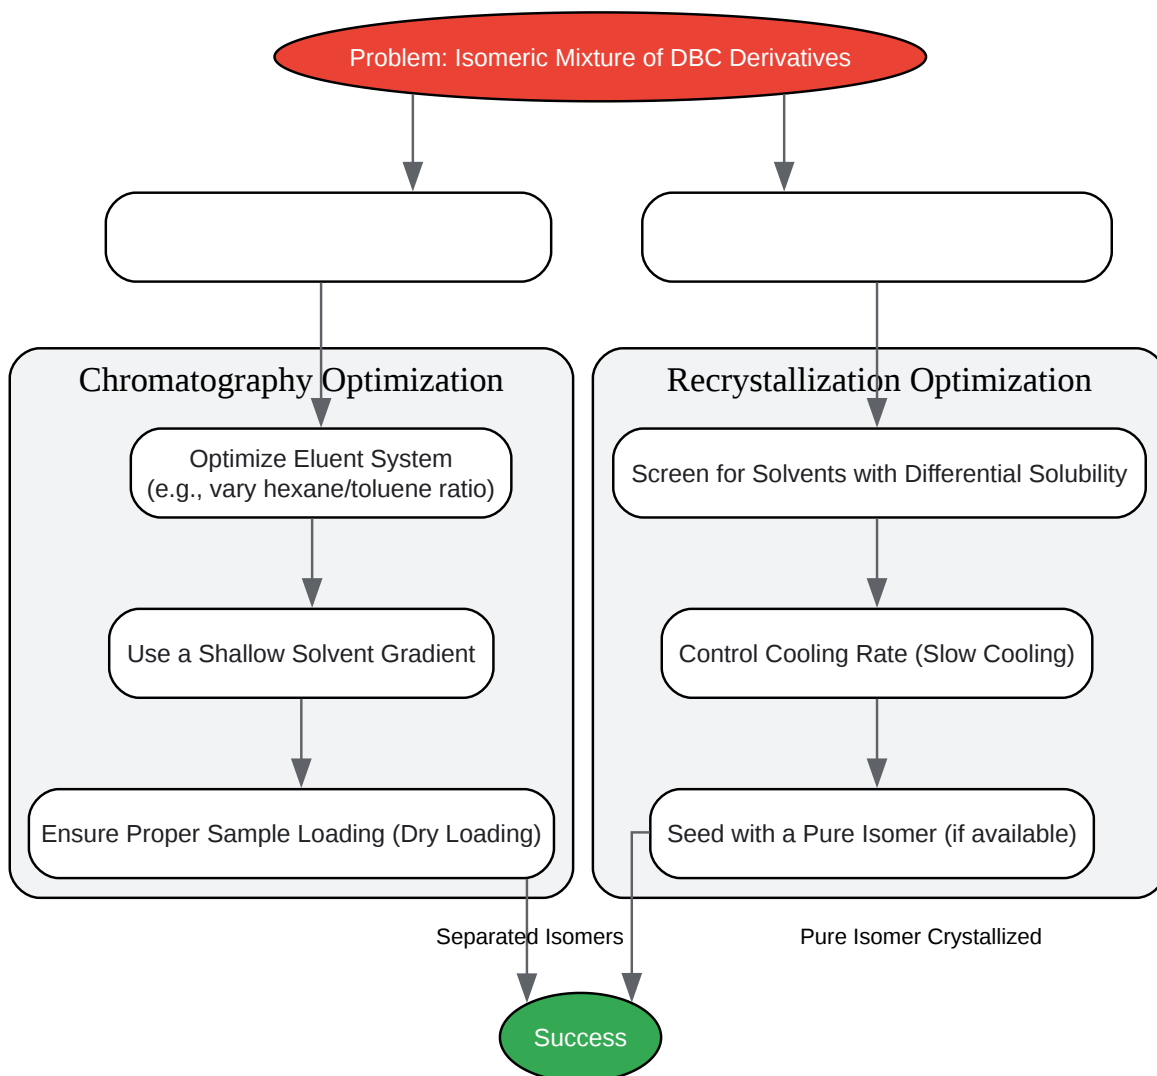 Problem: Isomeric Mixture of DBC Derivatives
Chromatography Optimization
Optimize Eluent System
(e.g., vary hexane/toluene ratio)
Use a Shallow Solvent Gradient
Ensure Proper Sample Loading (Dry Loading)
Separated Isomers
Recrystallization Optimization
Screen for Solvents with Differential Solubility
Control Cooling Rate (Slow Cooling)
Seed with a Pure Isomer (if available)
Pure Isomer Crystallized
Success